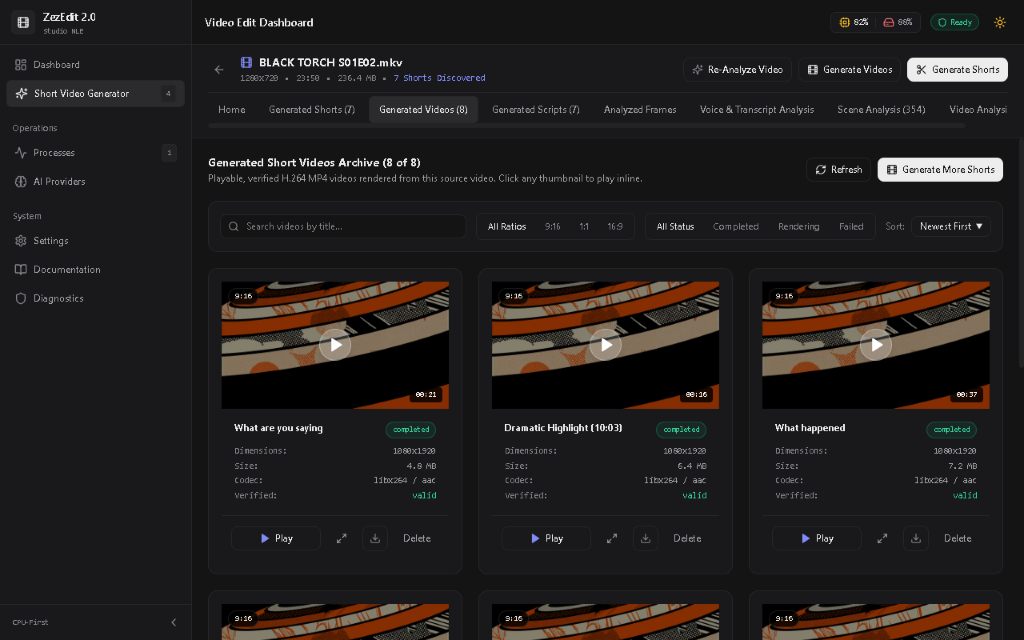 ZezEdit 2.0
Studio NLE
Dashboard
Short Video Generator 4
Operations
Processes 1
AI Providers
System
Settings
Documentation
Diagnostics
CPU-First
Video Edit Dashboard
82% 88% Ready
BLACK TORCH S01E02.mkv
1280x720 • 23:50 • 236.4 MB • 7 Shorts Discovered
Re-Analyze Video Generate Videos Generate Shorts
Home Generated Shorts (7) Generated Videos (8) Generated Scripts (7) Analyzed Frames Voice & Transcript Analysis Scene Analysis (354) Video Analysi
Generated Short Videos Archive (8 of 8)
Playable, verified H.264 MP4 videos rendered from this source video. Click any thumbnail to play inline.
Refresh Generate More Shorts
Search videos by title... All Ratios 9:16 1:1 16:9 All Status Completed Rendering Failed Sort: Newest First ▼
9:16 9:16 9:16
00:21 00:16 00:37
What are you saying completed
Dimensions: 1080x1920
Size: 4.8 MB
Codec: libx264 / aac
Verified: valid
Play Delete
Dramatic Highlight (10:03) completed
Dimensions: 1080x1920
Size: 6.4 MB
Codec: libx264 / aac
Verified: valid
Play Delete
What happened completed
Dimensions: 1080x1920
Size: 7.2 MB
Codec: libx264 / aac
Verified: valid
Play Delete
9:16 9:16 9:16